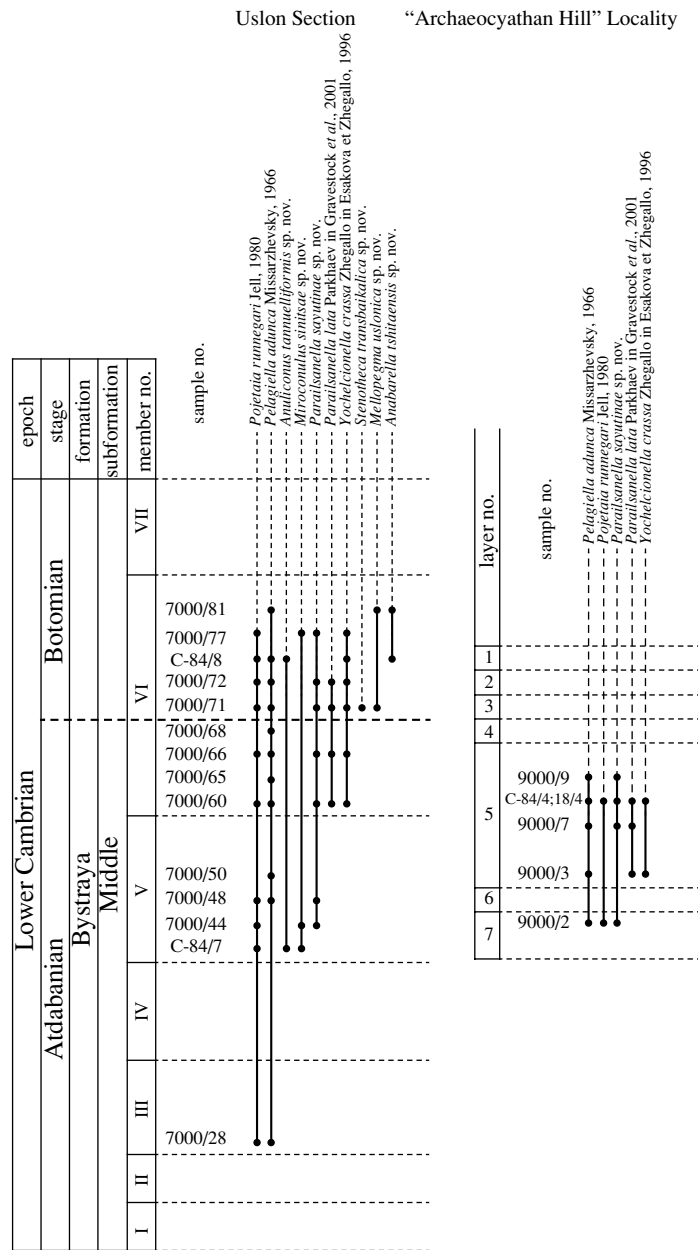 Uslon Section
“Archaeocyathan Hill” Locality
epoch
stage
formation
subformation
member no.
sample no.
Pojetaia runnegari Jell, 1980
Pelagiella adunca Missarzhevsky, 1966
Anuliconus tannuelliformis sp. nov.
Miroconulus sinitsae sp. nov.
Parailsanella sayutinae sp. nov.
Parailsanella lata Parkhaev in Gravestock et al., 2001
Yochelcionella crassa Zhegallo in Esakova et Zhegallo, 1996
Stenotheca transbaikalica sp. nov.
Mellopegma uslonica sp. nov.
Anabarella tshitaensis sp. nov.
Lower Cambrian
Botomian
Atdabanian
Bystraya
Middle
VII
VI
V
IV
III
II
I
7000/81
7000/77
C-84/8
7000/72
7000/71
7000/68
7000/66
7000/65
7000/60
7000/50
7000/48
7000/44
C-84/7
7000/28
layer no.
sample no.
Pelagiella adunca Missarzhevsky, 1966
Pojetaia runnegari Jell, 1980
Parailsanella sayutinae sp. nov.
Parailsanella lata Parkhaev in Gravestock et al., 2001
Yochelcionella crassa Zhegallo in Esakova et Zhegallo, 1996
1
2
3
4
5
6
7
9000/9
C-84/4;18/4
9000/7
9000/3
9000/2